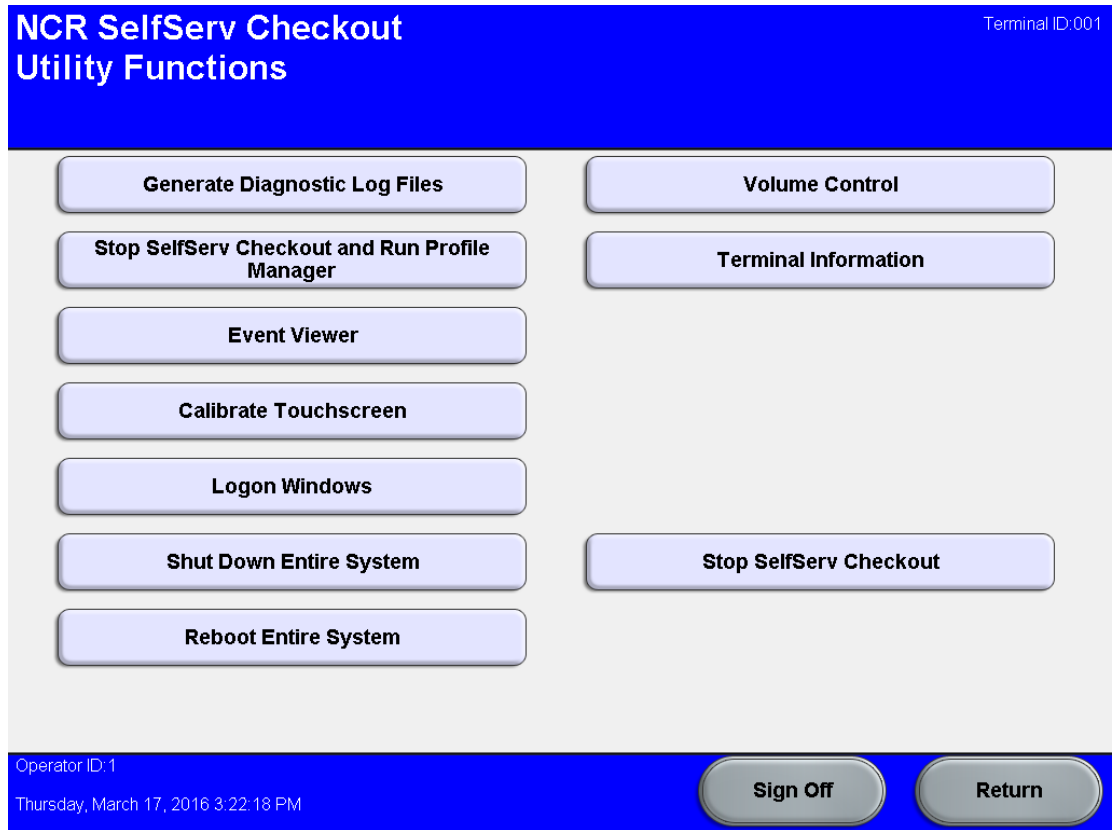 NCR SelfServ Checkout
Terminal ID:001
Utility Functions
Generate Diagnostic Log Files
Volume Control
Stop SelfServ Checkout and Run Profile
Manager
Terminal Information
Event Viewer
Calibrate Touchscreen
Logon Windows
Shut Down Entire System
Stop SelfServ Checkout
Reboot Entire System
Operator ID:1
Thursday, March 17, 2016 3:22:18 PM
Sign Off
Return